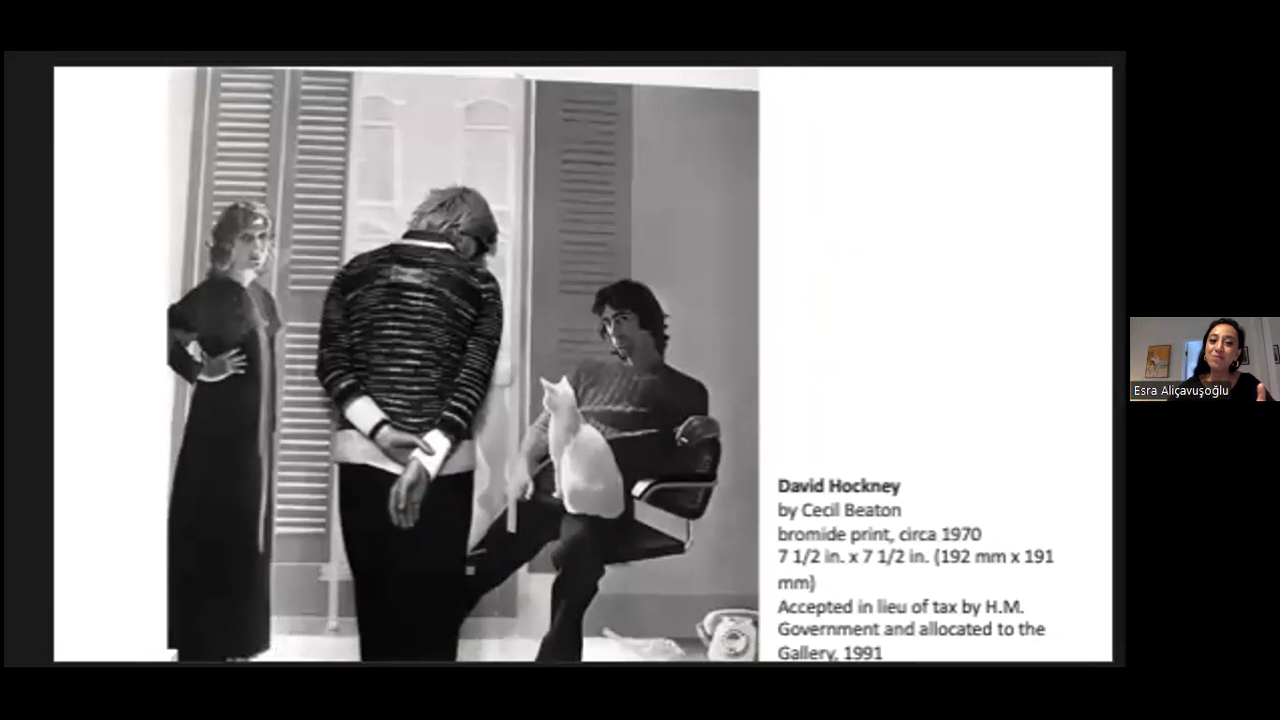 David Hockney
by Cecil Beaton
bromide print, circa 1970
7 1/2 in. x 7 1/2 in. (192 mm x 191
mm)
Accepted in lieu of tax by H.M.
Government and allocated to the
Gallery, 1991
Esra Aliçavuşoğlu